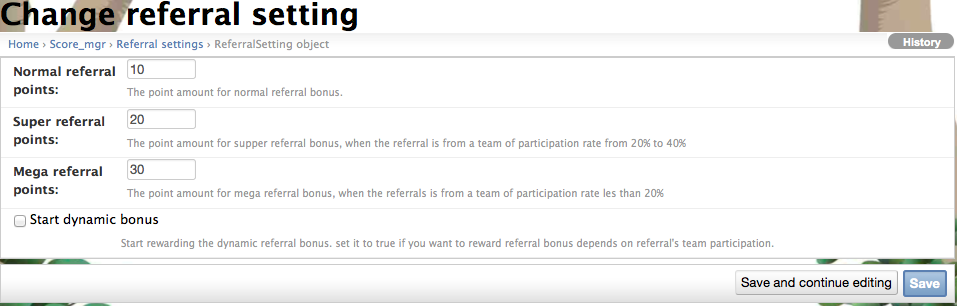 Change referral setting
Home › Score_mgr › Referral settings › ReferralSetting object
History
Normal referral points:
10
The point amount for normal referral bonus.
Super referral points:
20
The point amount for supper referral bonus, when the referral is from a team of participation rate from 20% to 40%
Mega referral points:
30
The point amount for mega referral bonus, when the referrals is from a team of participation rate les than 20%
Start dynamic bonus
Start rewarding the dynamic referral bonus. set it to true if you want to reward referral bonus depends on referral's team participation.
Save and continue editing
Save